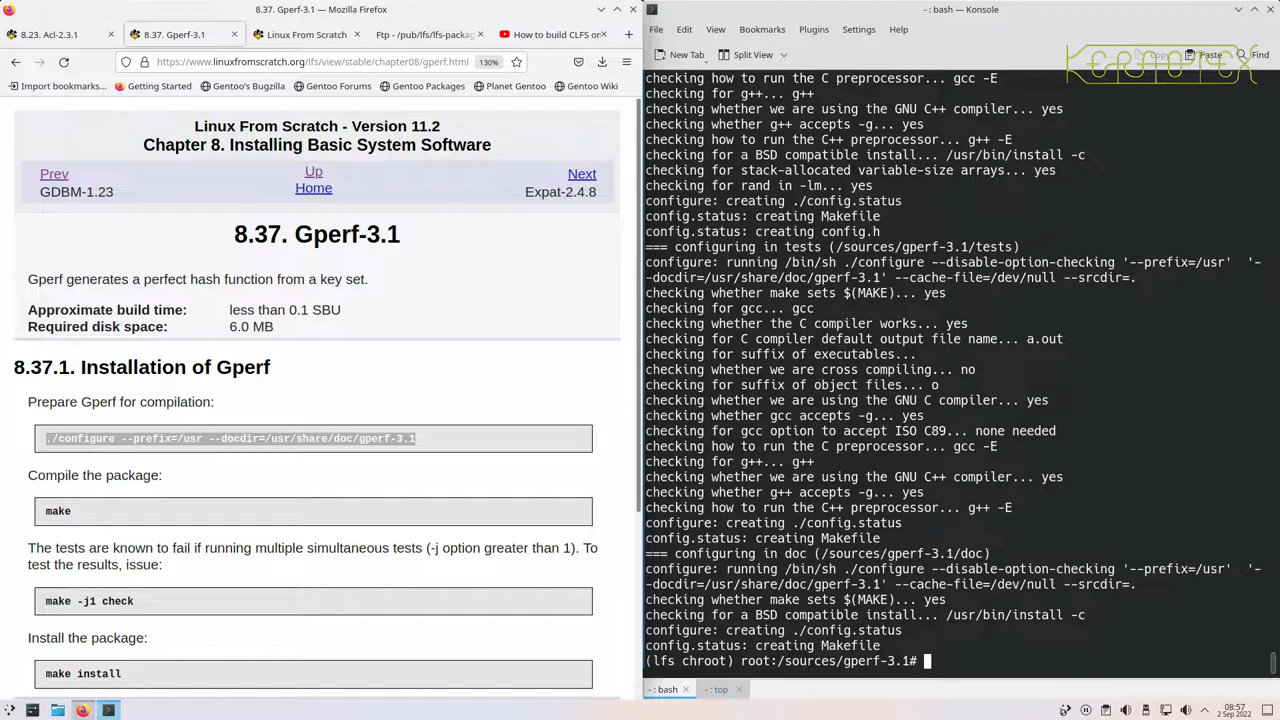 8.37. Gperf-3.1 — Mozilla Firefox
8.23. Acl-2.3.1
8.37. Gperf-3.1
Linux From Scratch
Ftp - /pub/lfs/lfs-packag
How to build CLFS on
https://www.linuxfromscratch.org/lfs/view/stable/chapter08/gperf.html
Import bookmarks...
Getting Started
Gentoo's Bugzilla
Gentoo Forums
Gentoo Packages
Planet Gentoo
Gentoo Wiki
Linux From Scratch - Version 11.2
Chapter 8. Installing Basic System Software
Prev
Up
Next
GDBM-1.23
Home
Expat-2.4.8
8.37. Gperf-3.1
Gperf generates a perfect hash function from a key set.
Approximate build time: less than 0.1 SBU
Required disk space: 6.0 MB
8.37.1. Installation of Gperf
Prepare Gperf for compilation:
./configure --prefix=/usr --docdir=/usr/share/doc/gperf-3.1
Compile the package:
make
The tests are known to fail if running multiple simultaneous tests (-j option greater than 1). To
test the results, issue:
make -j1 check
Install the package:
make install
- : bash — Konsole
File Edit View Bookmarks Plugins Settings Help
New Tab
Split View
Copy
Paste
Find
KERNOTEX
checking how to run the C preprocessor... gcc -E
checking for g++... g++
checking whether we are using the GNU C++ compiler... yes
checking whether g++ accepts -g... yes
checking how to run the C++ preprocessor... g++ -E
checking for a BSD compatible install... /usr/bin/install -c
checking for stack-allocated variable-size arrays... yes
checking for rand in -lm... yes
configure: creating ./config.status
config.status: creating Makefile
config.status: creating config.h
=== configuring in tests (/sources/gperf-3.1/tests)
configure: running /bin/sh ./configure --disable-option-checking '--prefix=/usr'  '-
-docdir=/usr/share/doc/gperf-3.1' --cache-file=/dev/null --srcdir=.
checking whether make sets $(MAKE)... yes
checking for gcc... gcc
checking whether the C compiler works... yes
checking for C compiler default output file name... a.out
checking for suffix of executables...
checking whether we are cross compiling... no
checking for suffix of object files... o
checking whether we are using the GNU C compiler... yes
checking whether gcc accepts -g... yes
checking for gcc option to accept ISO C89... none needed
checking how to run the C preprocessor... gcc -E
checking for g++... g++
checking whether we are using the GNU C++ compiler... yes
checking whether g++ accepts -g... yes
checking how to run the C++ preprocessor... g++ -E
configure: creating ./config.status
config.status: creating Makefile
=== configuring in doc (/sources/gperf-3.1/doc)
configure: running /bin/sh ./configure --disable-option-checking '--prefix=/usr'  '-
-docdir=/usr/share/doc/gperf-3.1' --cache-file=/dev/null --srcdir=.
checking whether make sets $(MAKE)... yes
checking for a BSD compatible install... /usr/bin/install -c
configure: creating ./config.status
config.status: creating Makefile
(lfs chroot) root:/sources/gperf-3.1#
- : bash
- : top
08:57
2 Sep 2022